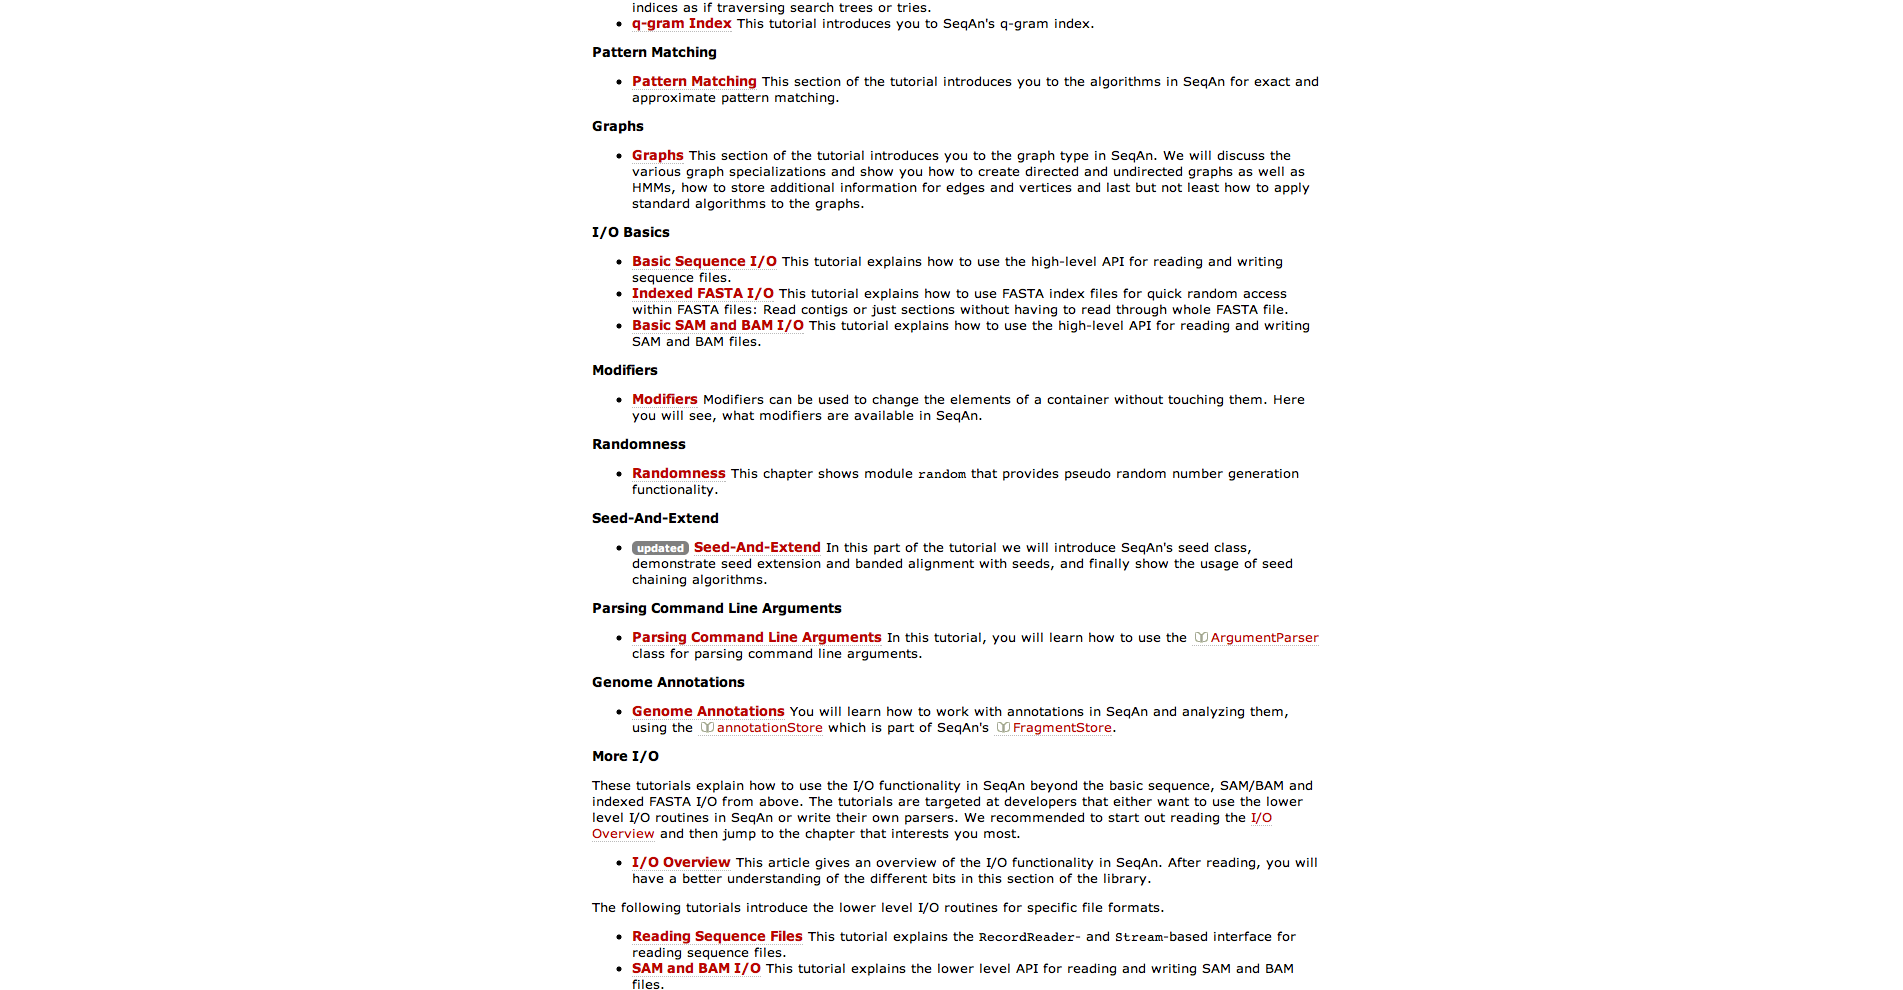 indices as if traversing search trees or tries.
q-gram Index This tutorial introduces you to SeqAn's q-gram index.
Pattern Matching
Pattern Matching This section of the tutorial introduces you to the algorithms in SeqAn for exact and
approximate pattern matching.
Graphs
Graphs This section of the tutorial introduces you to the graph type in SeqAn. We will discuss the
various graph specializations and show you how to create directed and undirected graphs as well as
HMMs, how to store additional information for edges and vertices and last but not least how to apply
standard algorithms to the graphs.
I/O Basics
Basic Sequence I/O This tutorial explains how to use the high-level API for reading and writing
sequence files.
Indexed FASTA I/O This tutorial explains how to use FASTA index files for quick random access
within FASTA files: Read contigs or just sections without having to read through whole FASTA file.
Basic SAM and BAM I/O This tutorial explains how to use the high-level API for reading and writing
SAM and BAM files.
Modifiers
Modifiers Modifiers can be used to change the elements of a container without touching them. Here
you will see, what modifiers are available in SeqAn.
Randomness
Randomness This chapter shows module random that provides pseudo random number generation
functionality.
Seed-And-Extend
updated Seed-And-Extend In this part of the tutorial we will introduce SeqAn's seed class,
demonstrate seed extension and banded alignment with seeds, and finally show the usage of seed
chaining algorithms.
Parsing Command Line Arguments
Parsing Command Line Arguments In this tutorial, you will learn how to use the ArgumentParser
class for parsing command line arguments.
Genome Annotations
Genome Annotations You will learn how to work with annotations in SeqAn and analyzing them,
using the annotationStore which is part of SeqAn's FragmentStore.
More I/O
These tutorials explain how to use the I/O functionality in SeqAn beyond the basic sequence, SAM/BAM and
indexed FASTA I/O from above. The tutorials are targeted at developers that either want to use the lower
level I/O routines in SeqAn or write their own parsers. We recommended to start out reading the I/O
Overview and then jump to the chapter that interests you most.
I/O Overview This article gives an overview of the I/O functionality in SeqAn. After reading, you will
have a better understanding of the different bits in this section of the library.
The following tutorials introduce the lower level I/O routines for specific file formats.
Reading Sequence Files This tutorial explains the RecordReader- and Stream-based interface for
reading sequence files.
SAM and BAM I/O This tutorial explains the lower level API for reading and writing SAM and BAM
files.